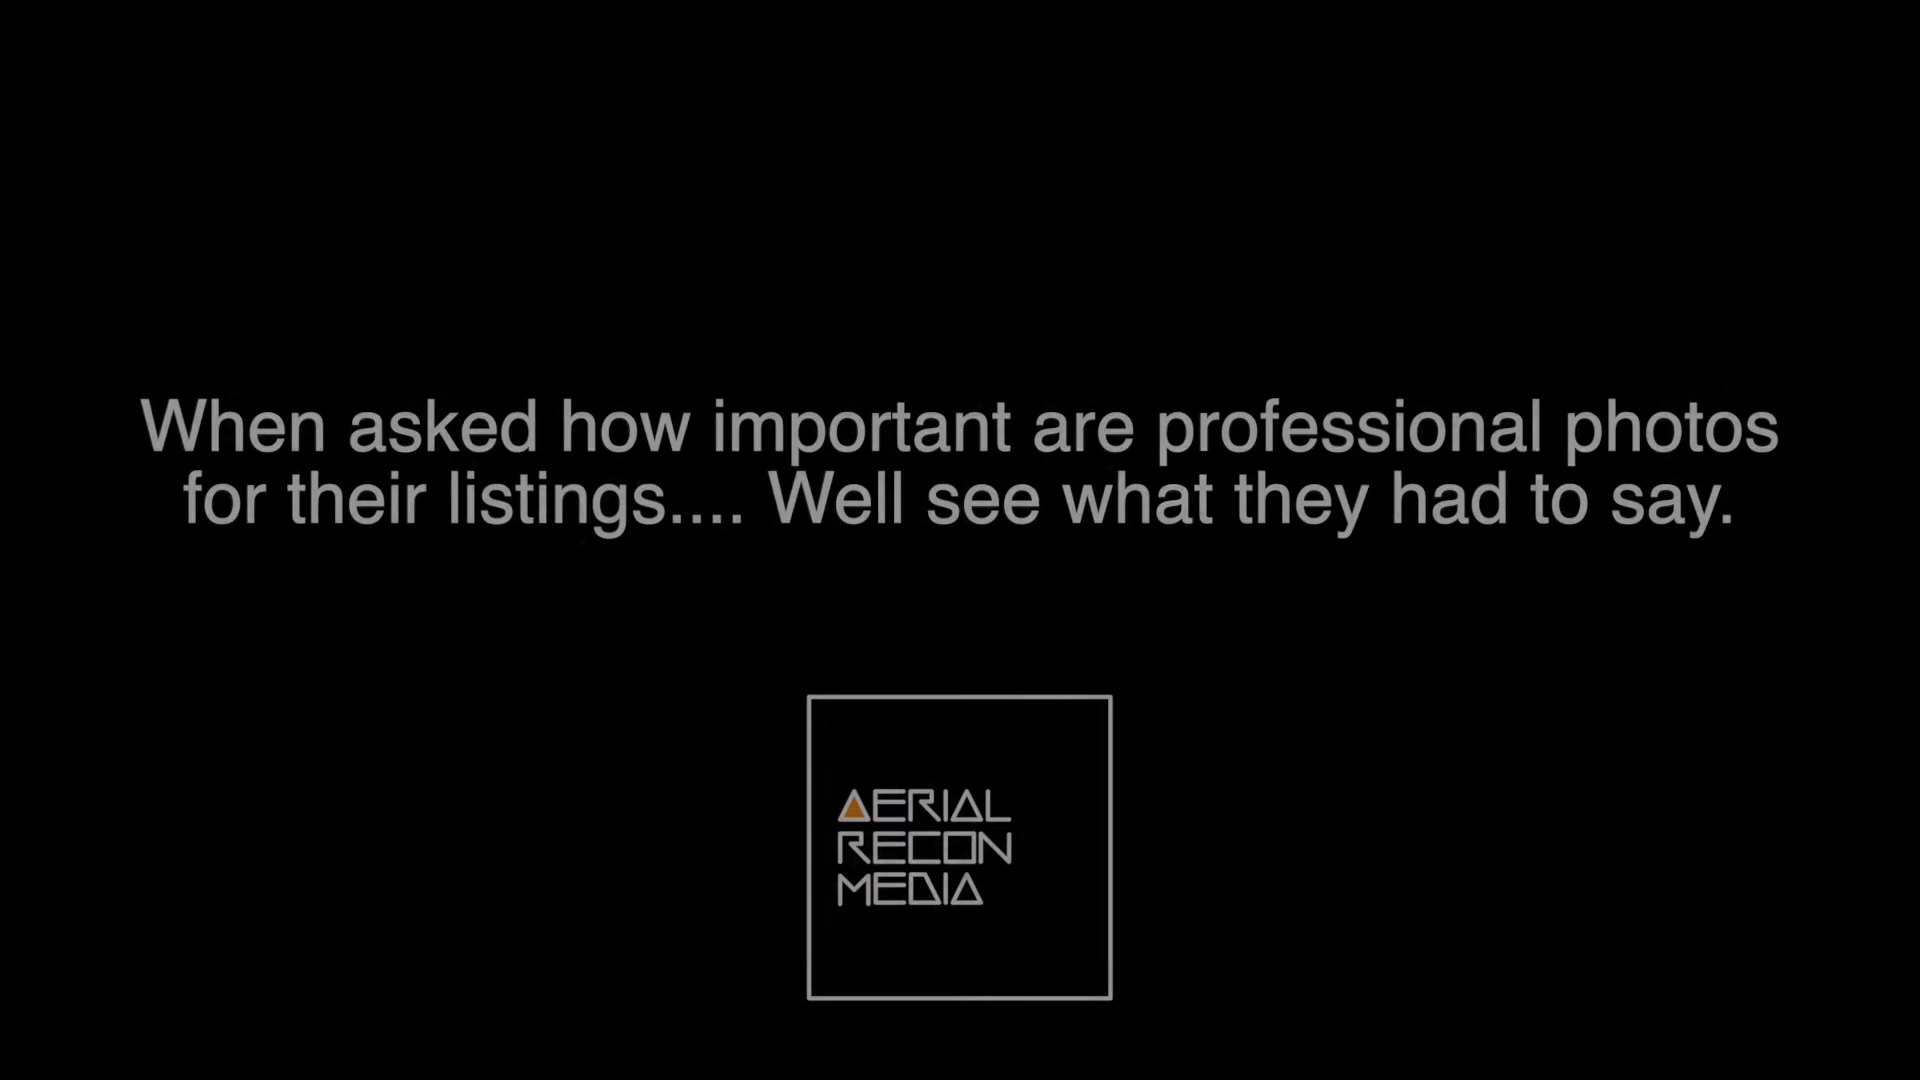 When asked how important are professional photos
for their listings.... Well see what they had to say.
AERIAL
RECON
MEDIA